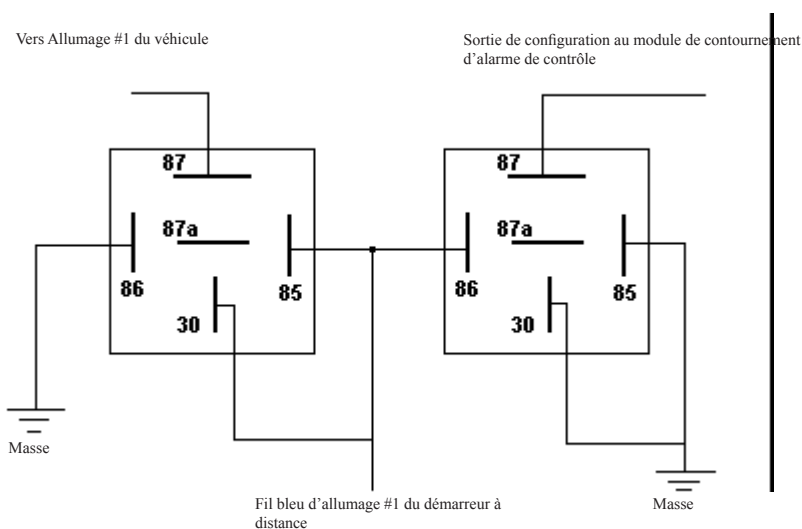 Vers Allumage #1 du véhicule
Sortie de configuration au module de contournement
d’alarme de contrôle
87
87
87a
87a
86
85
86
85
30
30
Masse
Fil bleu d’allumage #1 du démarreur à
distance
Masse